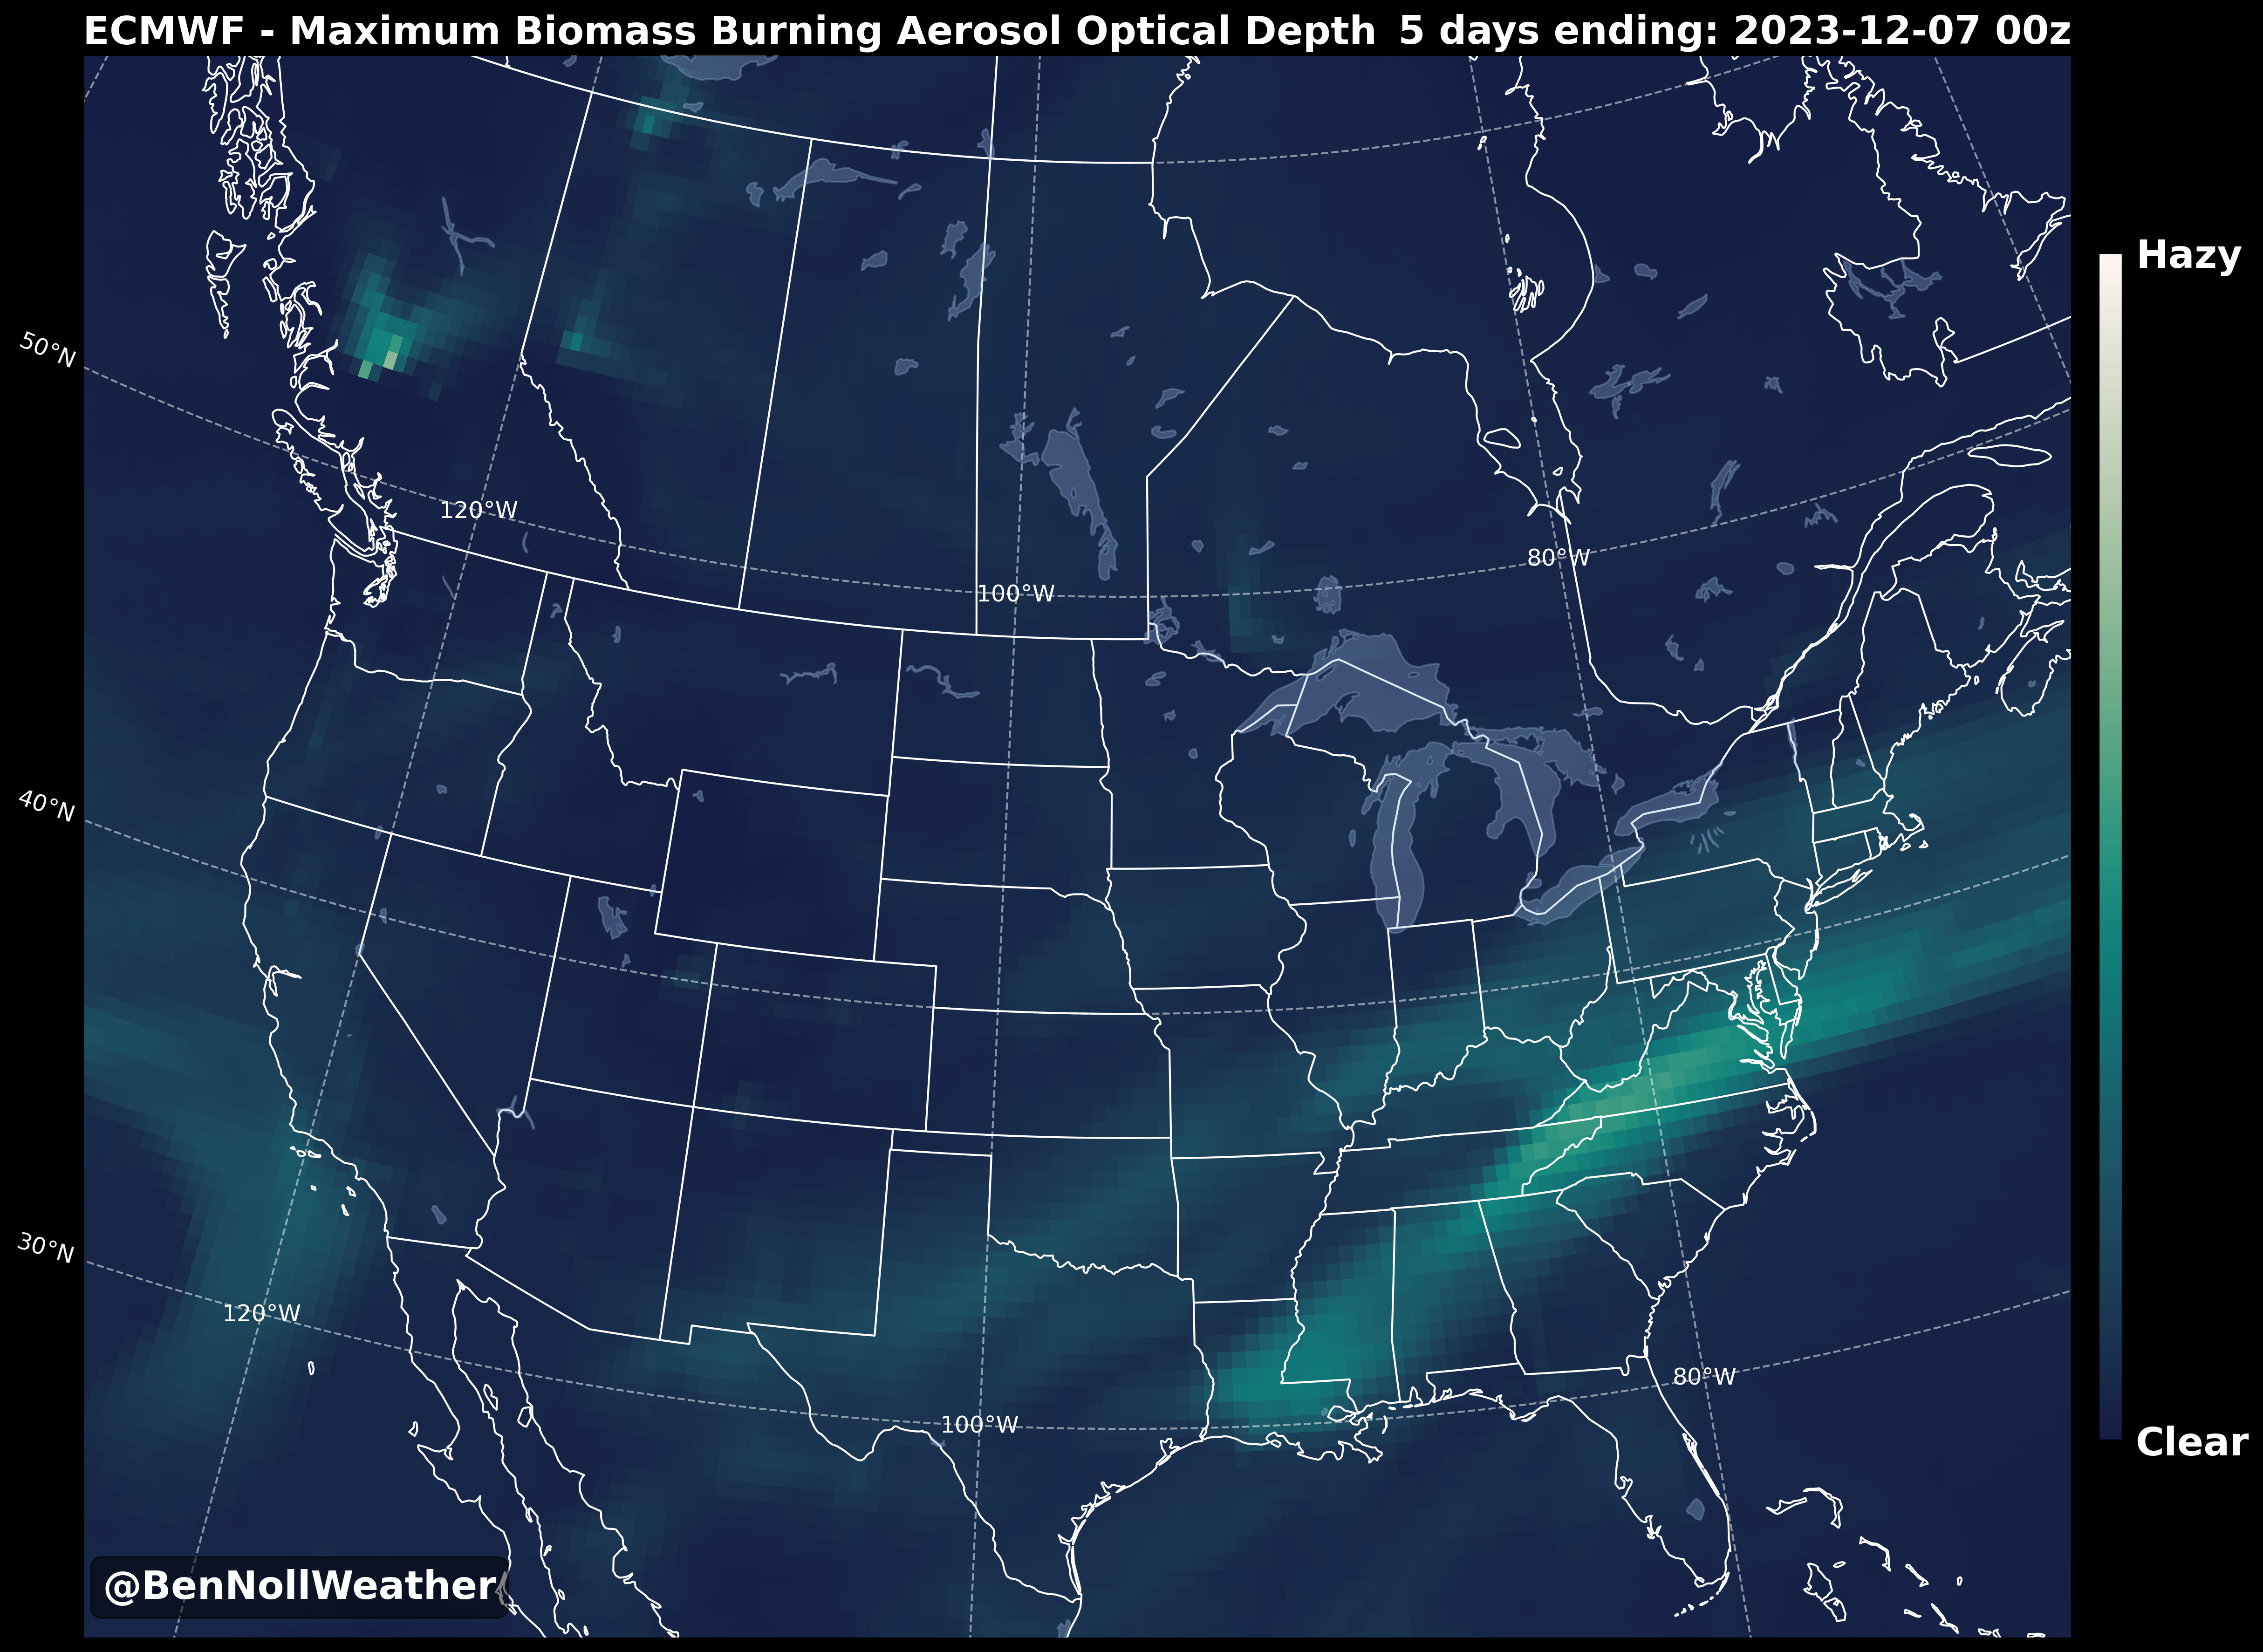 ECMWF - Maximum Biomass Burning Aerosol Optical Depth 5 days ending: 2023-12-07 00z
Hazy
50°N
120°W
80°W
100°W
40°N
30°N
120°W
80°W
100°W
Clear
@BenNollWeather